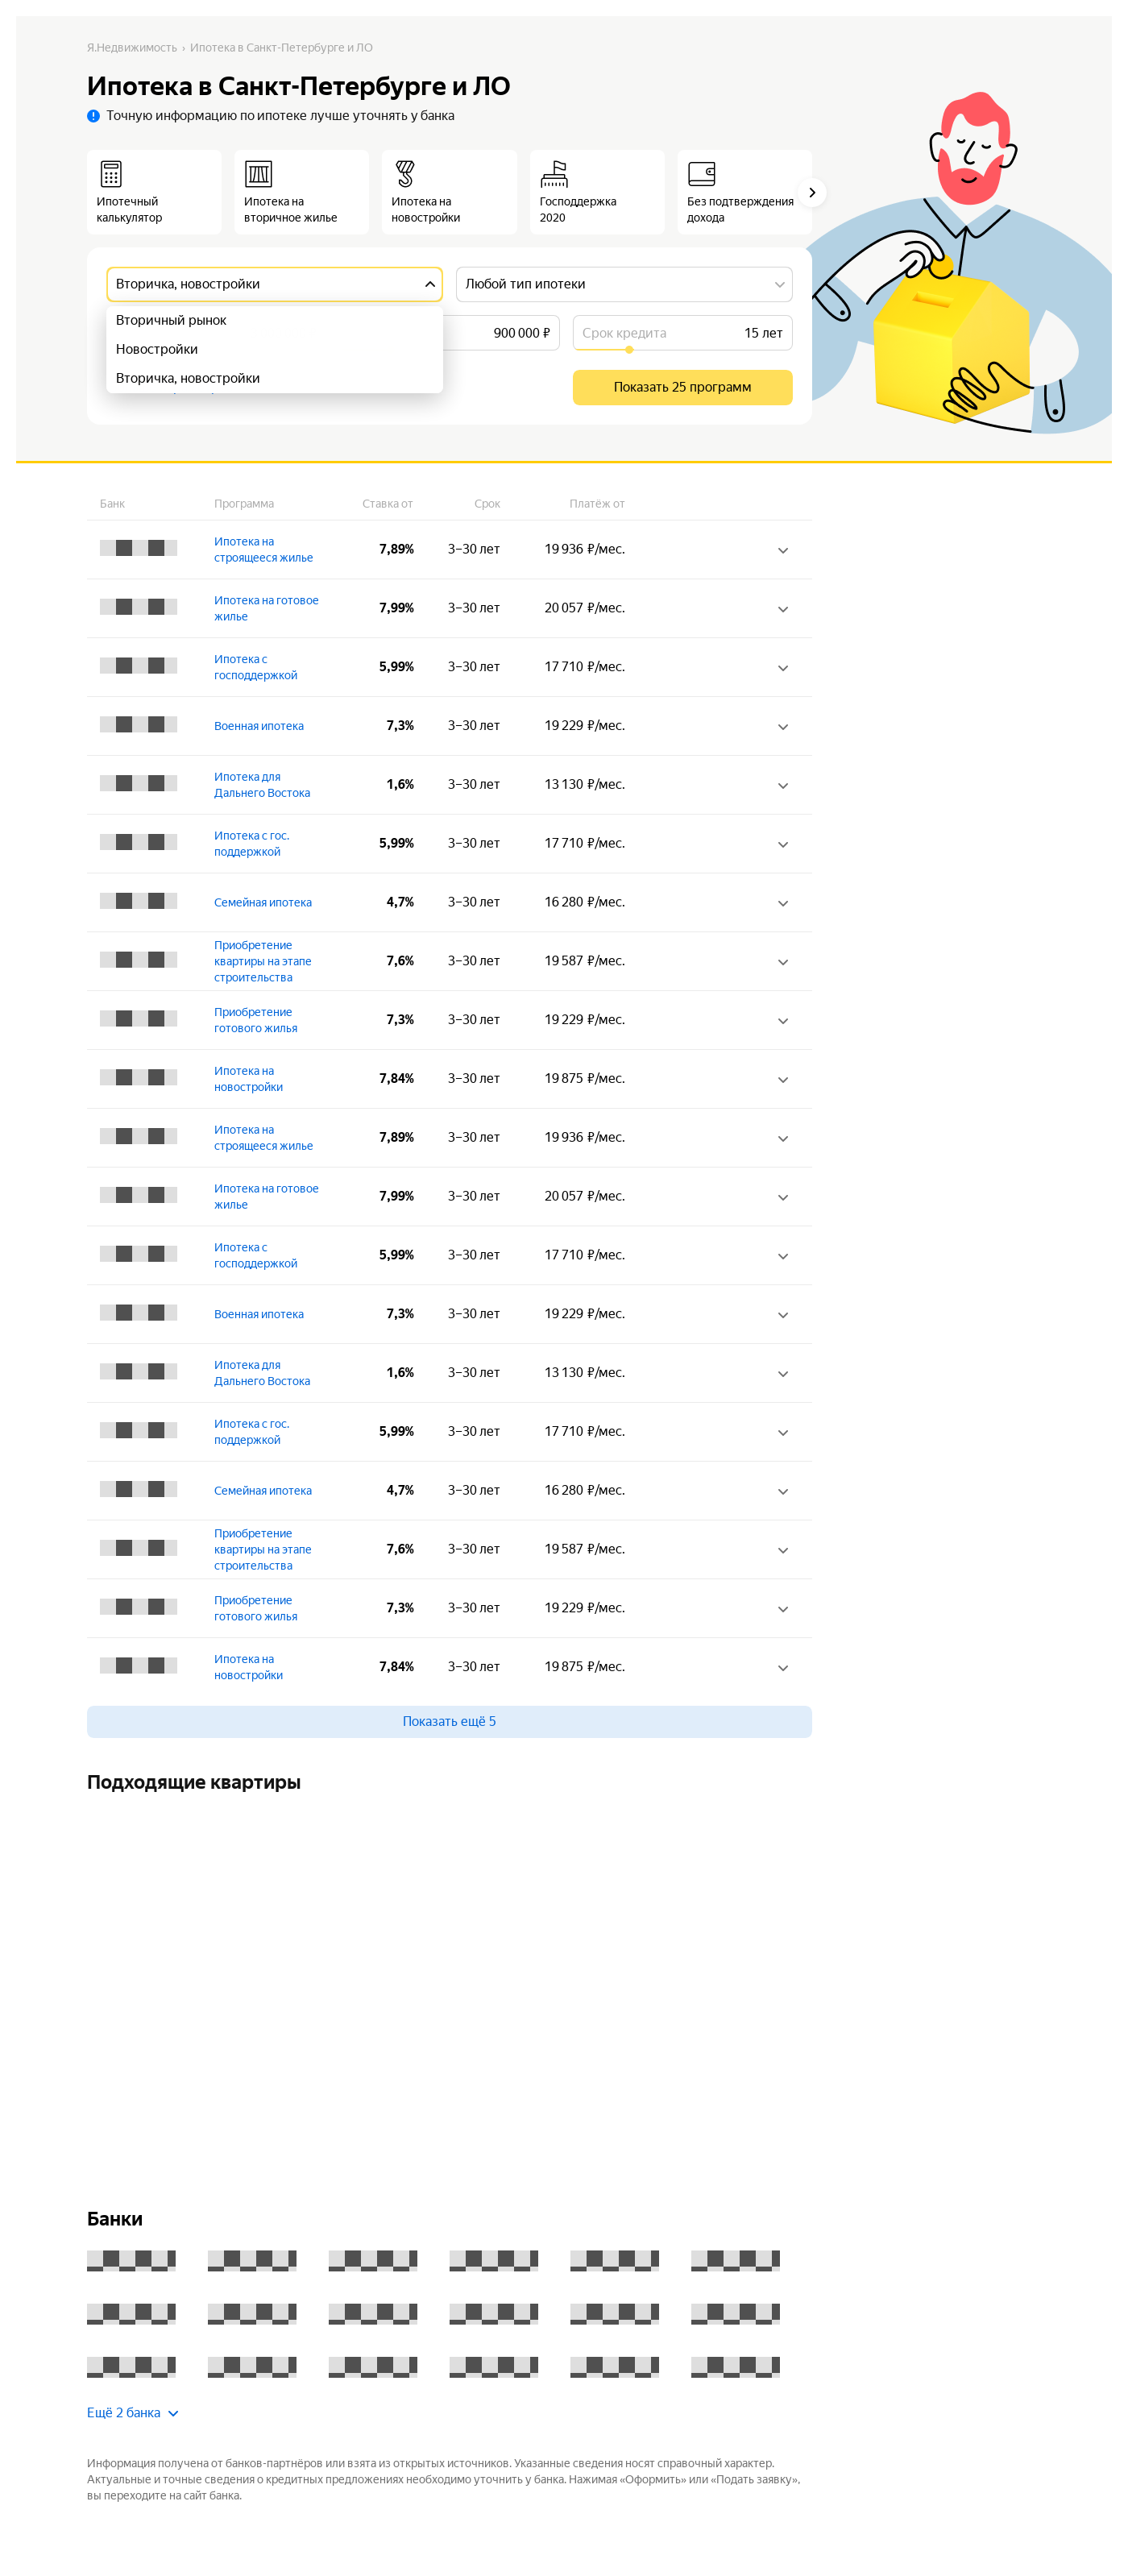 Я.Недвижимость › Ипотека в Санкт-Петербурге и ЛО
Ипотека в Санкт-Петербурге и ЛО
Точную информацию по ипотеке лучше уточнять у банка
Ипотечный
калькулятор
Ипотека на
вторичное жилье
Ипотека на
новостройки
Господдержка
2020
Без подтверждения
дохода
Вторичка, новостройки
Любой тип ипотеки
Вторичный рынок
Новостройки
Вторичка, новостройки
900 000 ₽
Срок кредита 15 лет
Показать 25 программ
Банк Программа Ставка от Срок Платёж от
Ипотека на
строящееся жилье
7,89% 3–30 лет 19 936 ₽/мес.
Ипотека на готовое
жилье
7,99% 3–30 лет 20 057 ₽/мес.
Ипотека с
господдержкой
5,99% 3–30 лет 17 710 ₽/мес.
Военная ипотека 7,3% 3–30 лет 19 229 ₽/мес.
Ипотека для
Дальнего Востока
1,6% 3–30 лет 13 130 ₽/мес.
Ипотека с гос.
поддержкой
5,99% 3–30 лет 17 710 ₽/мес.
Семейная ипотека 4,7% 3–30 лет 16 280 ₽/мес.
Приобретение
квартиры на этапе
строительства
7,6% 3–30 лет 19 587 ₽/мес.
Приобретение
готового жилья
7,3% 3–30 лет 19 229 ₽/мес.
Ипотека на
новостройки
7,84% 3–30 лет 19 875 ₽/мес.
Ипотека на
строящееся жилье
7,89% 3–30 лет 19 936 ₽/мес.
Ипотека на готовое
жилье
7,99% 3–30 лет 20 057 ₽/мес.
Ипотека с
господдержкой
5,99% 3–30 лет 17 710 ₽/мес.
Военная ипотека 7,3% 3–30 лет 19 229 ₽/мес.
Ипотека для
Дальнего Востока
1,6% 3–30 лет 13 130 ₽/мес.
Ипотека с гос.
поддержкой
5,99% 3–30 лет 17 710 ₽/мес.
Семейная ипотека 4,7% 3–30 лет 16 280 ₽/мес.
Приобретение
квартиры на этапе
строительства
7,6% 3–30 лет 19 587 ₽/мес.
Приобретение
готового жилья
7,3% 3–30 лет 19 229 ₽/мес.
Ипотека на
новостройки
7,84% 3–30 лет 19 875 ₽/мес.
Показать ещё 5
Подходящие квартиры
Банки
Ещё 2 банка
Информация получена от банков-партнёров или взята из открытых источников. Указанные сведения носят справочный характер.
Актуальные и точные сведения о кредитных предложениях необходимо уточнить у банка. Нажимая «Оформить» или «Подать заявку»,
вы переходите на сайт банка.